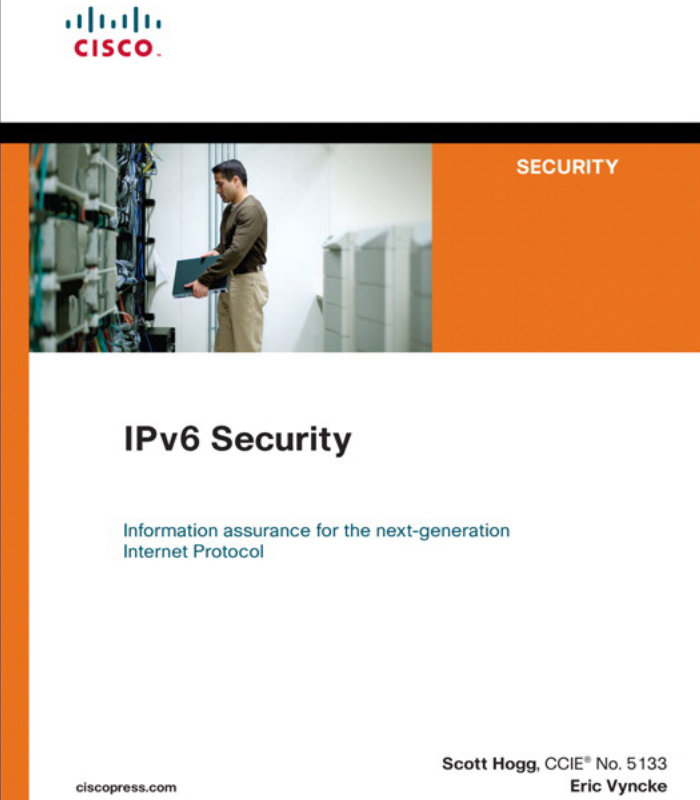 CISCO™
SECURITY
IPv6 Security
Information assurance for the next-generation
Internet Protocol
Scott Hogg, CCIE® No. 5133
ciscopress.com
Eric Vyncke